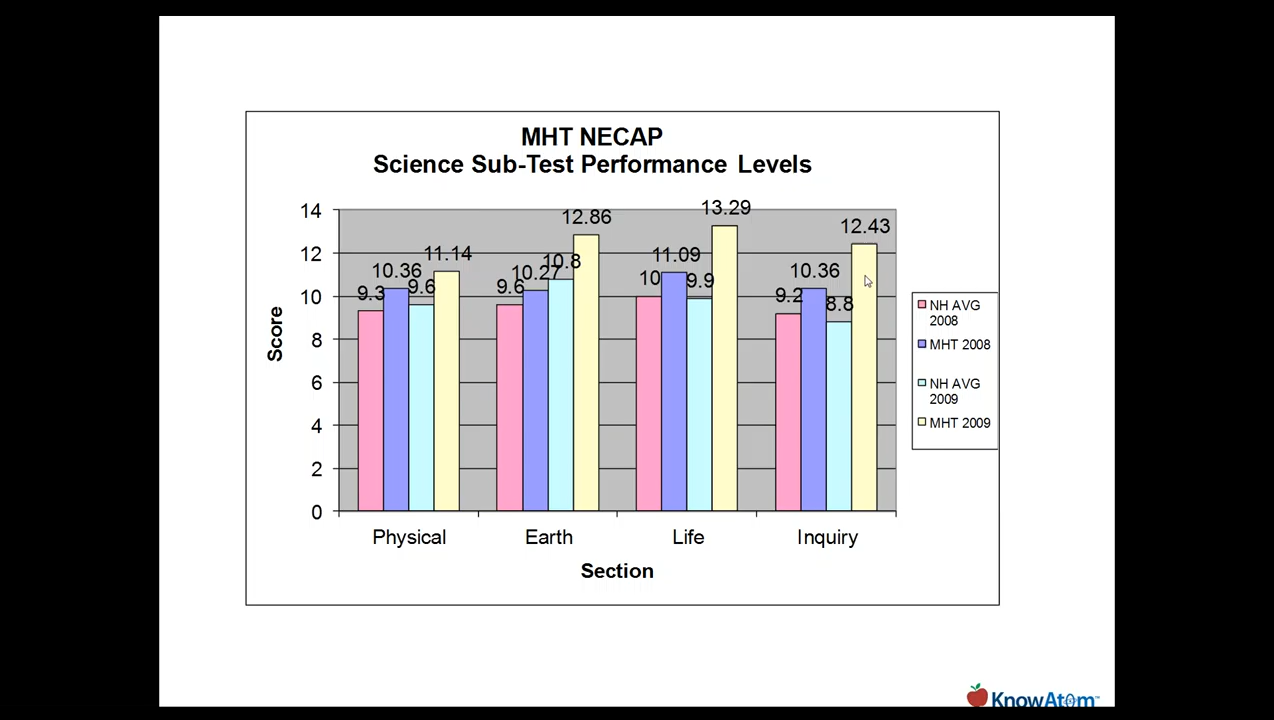 MHT NECAP
Science Sub-Test Performance Levels
14
12
10
8
6
4
2
0
Score
9.3
10.36
9.6
11.14
9.6
10.27
10.8
12.86
10
11.09
9.9
13.29
9.2
10.36
8.8
12.43
Physical
Earth
Life
Inquiry
Section
NH AVG
2008
MHT 2008
NH AVG
2009
MHT 2009
KnowAtom™